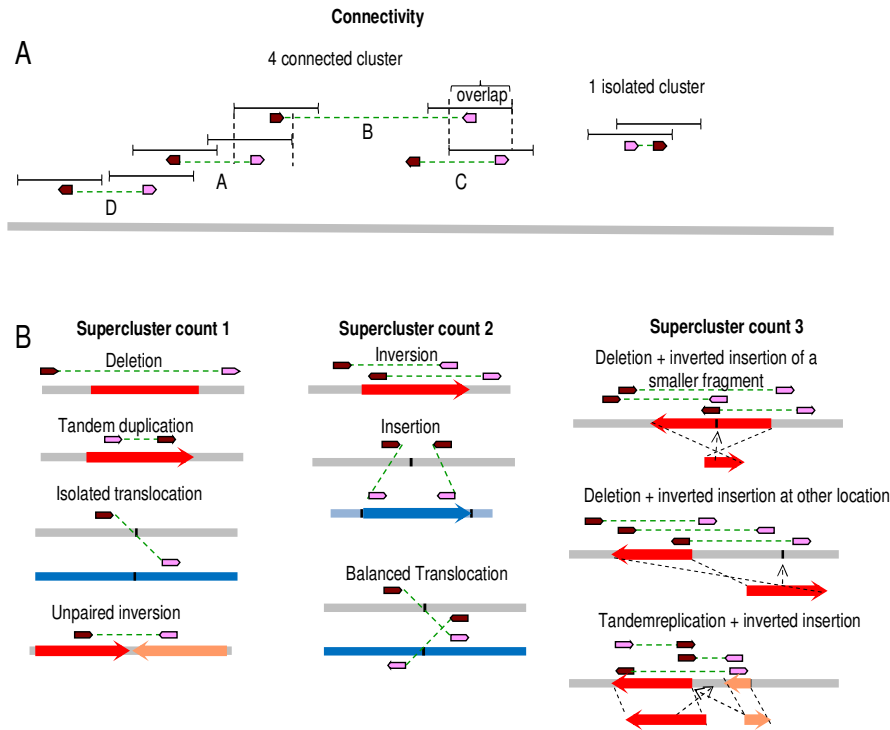 Connectivity
A
4 connected cluster
1 isolated cluster
overlap
B
A
C
D
B
Supercluster count 1
Supercluster count 2
Supercluster count 3
Deletion
Tandem duplication
Isolated translocation
Unpaired inversion
Inversion
Insertion
Balanced Translocation
Deletion + inverted insertion of a
smaller fragment
Deletion + inverted insertion at other location
Tandemreplication + inverted insertion